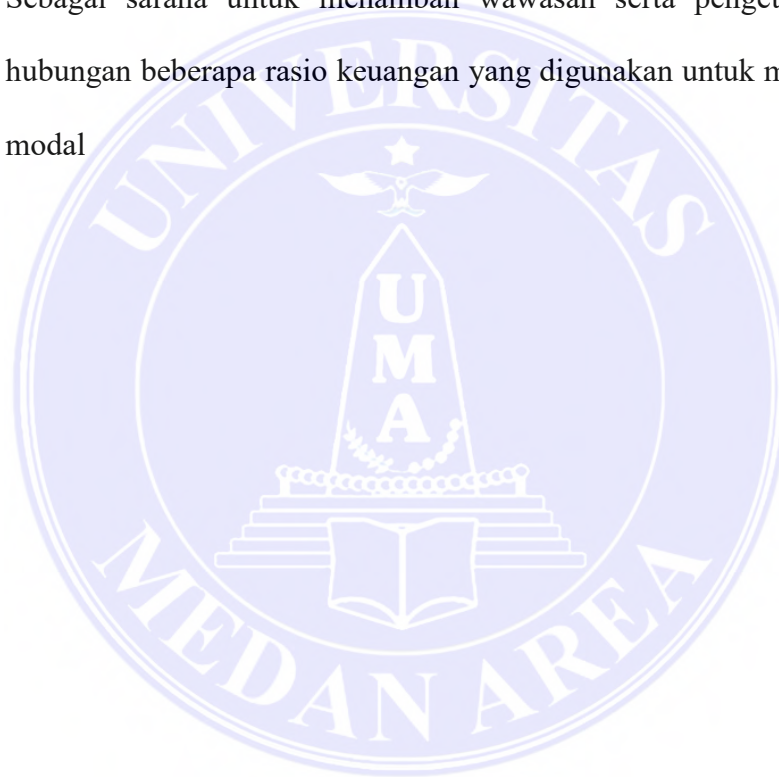 Sebagai sarana untuk menambah wawasan serta
hubungan beberapa rasio keuangan yang digunakan untuk
modal
UNIVERSITAS
UMA
MEDAN AREA